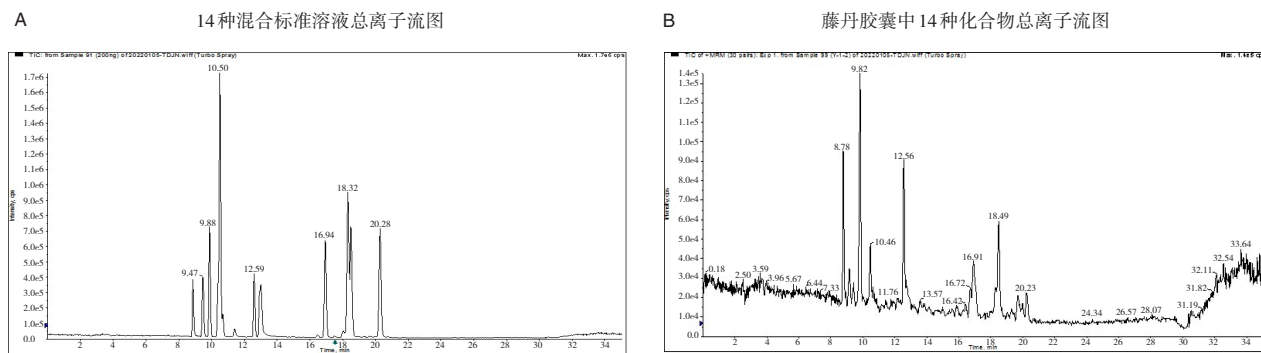 A
14种混合标准溶液总离子流图
TIC: from Sample 91 (200ng) of 20220105-TDJN.wiff (Turbo Spray)
Max. 1.7e6 cps
1.7e6
1.6e6
1.5e6
1.4e6
1.3e6
1.2e6
1.1e6
1.0e6
9.0e5
8.0e5
7.0e5
6.0e5
5.0e5
4.0e5
3.0e5
2.0e5
1.0e5
0.0
Intensity, cps
9.47
9.88
10.50
12.59
16.94
18.32
20.28
2 4 6 8 10 12 14 16 18 20 22 24 26 28 30 32 34
Time, min
B
藤丹胶囊中14种化合物总离子流图
TIC of +MRM (30 pairs): Exp 1, from Sample 99 (Y-1-2) of 20220105-TDJN.wiff (Turbo Spray)
Max. 1.4e5 cps
1.4e5
1.3e5
1.2e5
1.1e5
1.0e5
9.0e4
8.0e4
7.0e4
6.0e4
5.0e4
4.0e4
3.0e4
2.0e4
1.0e4
0.0
Intensity, cps
0.18
2.50
3.59
3.96
5.67
6.44
7.33
8.78
9.82
10.46
11.76
12.56
13.57
16.42
16.72
16.91
18.49
20.23
24.34
26.57
28.07
31.19
31.82
32.11
32.54
33.64
2 4 6 8 10 12 14 16 18 20 22 24 26 28 30 32 34
Time, min